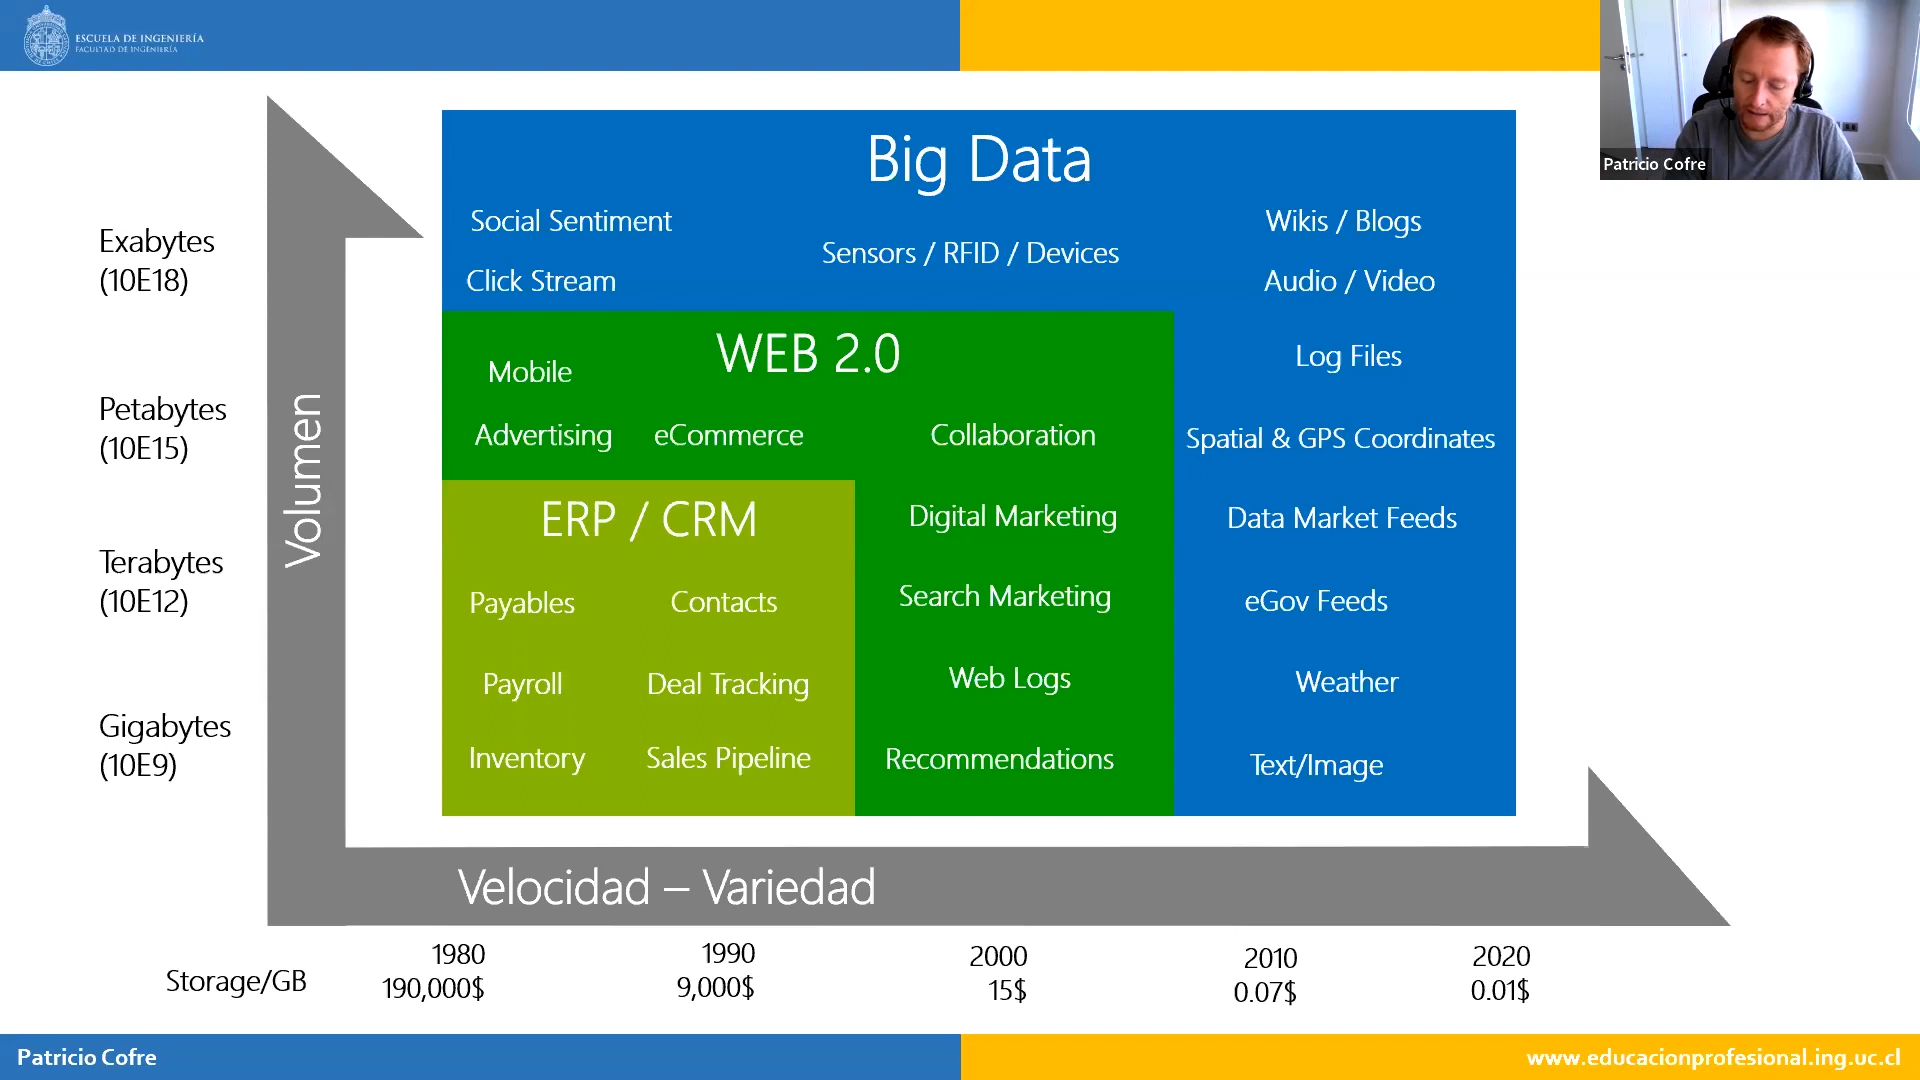 ESCUELA DE INGENIERÍA
FACULTAD DE INGENIERÍA
Patricio Cofre
Big Data
Social Sentiment
Wikis / Blogs
Sensors / RFID / Devices
Click Stream
Audio / Video
Exabytes
(10E18)
WEB 2.0
Mobile
Log Files
Advertising
eCommerce
Collaboration
Spatial & GPS Coordinates
Petabytes
(10E15)
Volumen
ERP / CRM
Digital Marketing
Data Market Feeds
Terabytes
(10E12)
Payables
Contacts
Search Marketing
eGov Feeds
Payroll
Deal Tracking
Web Logs
Weather
Gigabytes
(10E9)
Inventory
Sales Pipeline
Recommendations
Text/Image
Velocidad – Variedad
1980
1990
2000
2010
2020
Storage/GB
190,000$
9,000$
15$
0.07$
0.01$
Patricio Cofre
www.educacionprofesional.ing.uc.cl